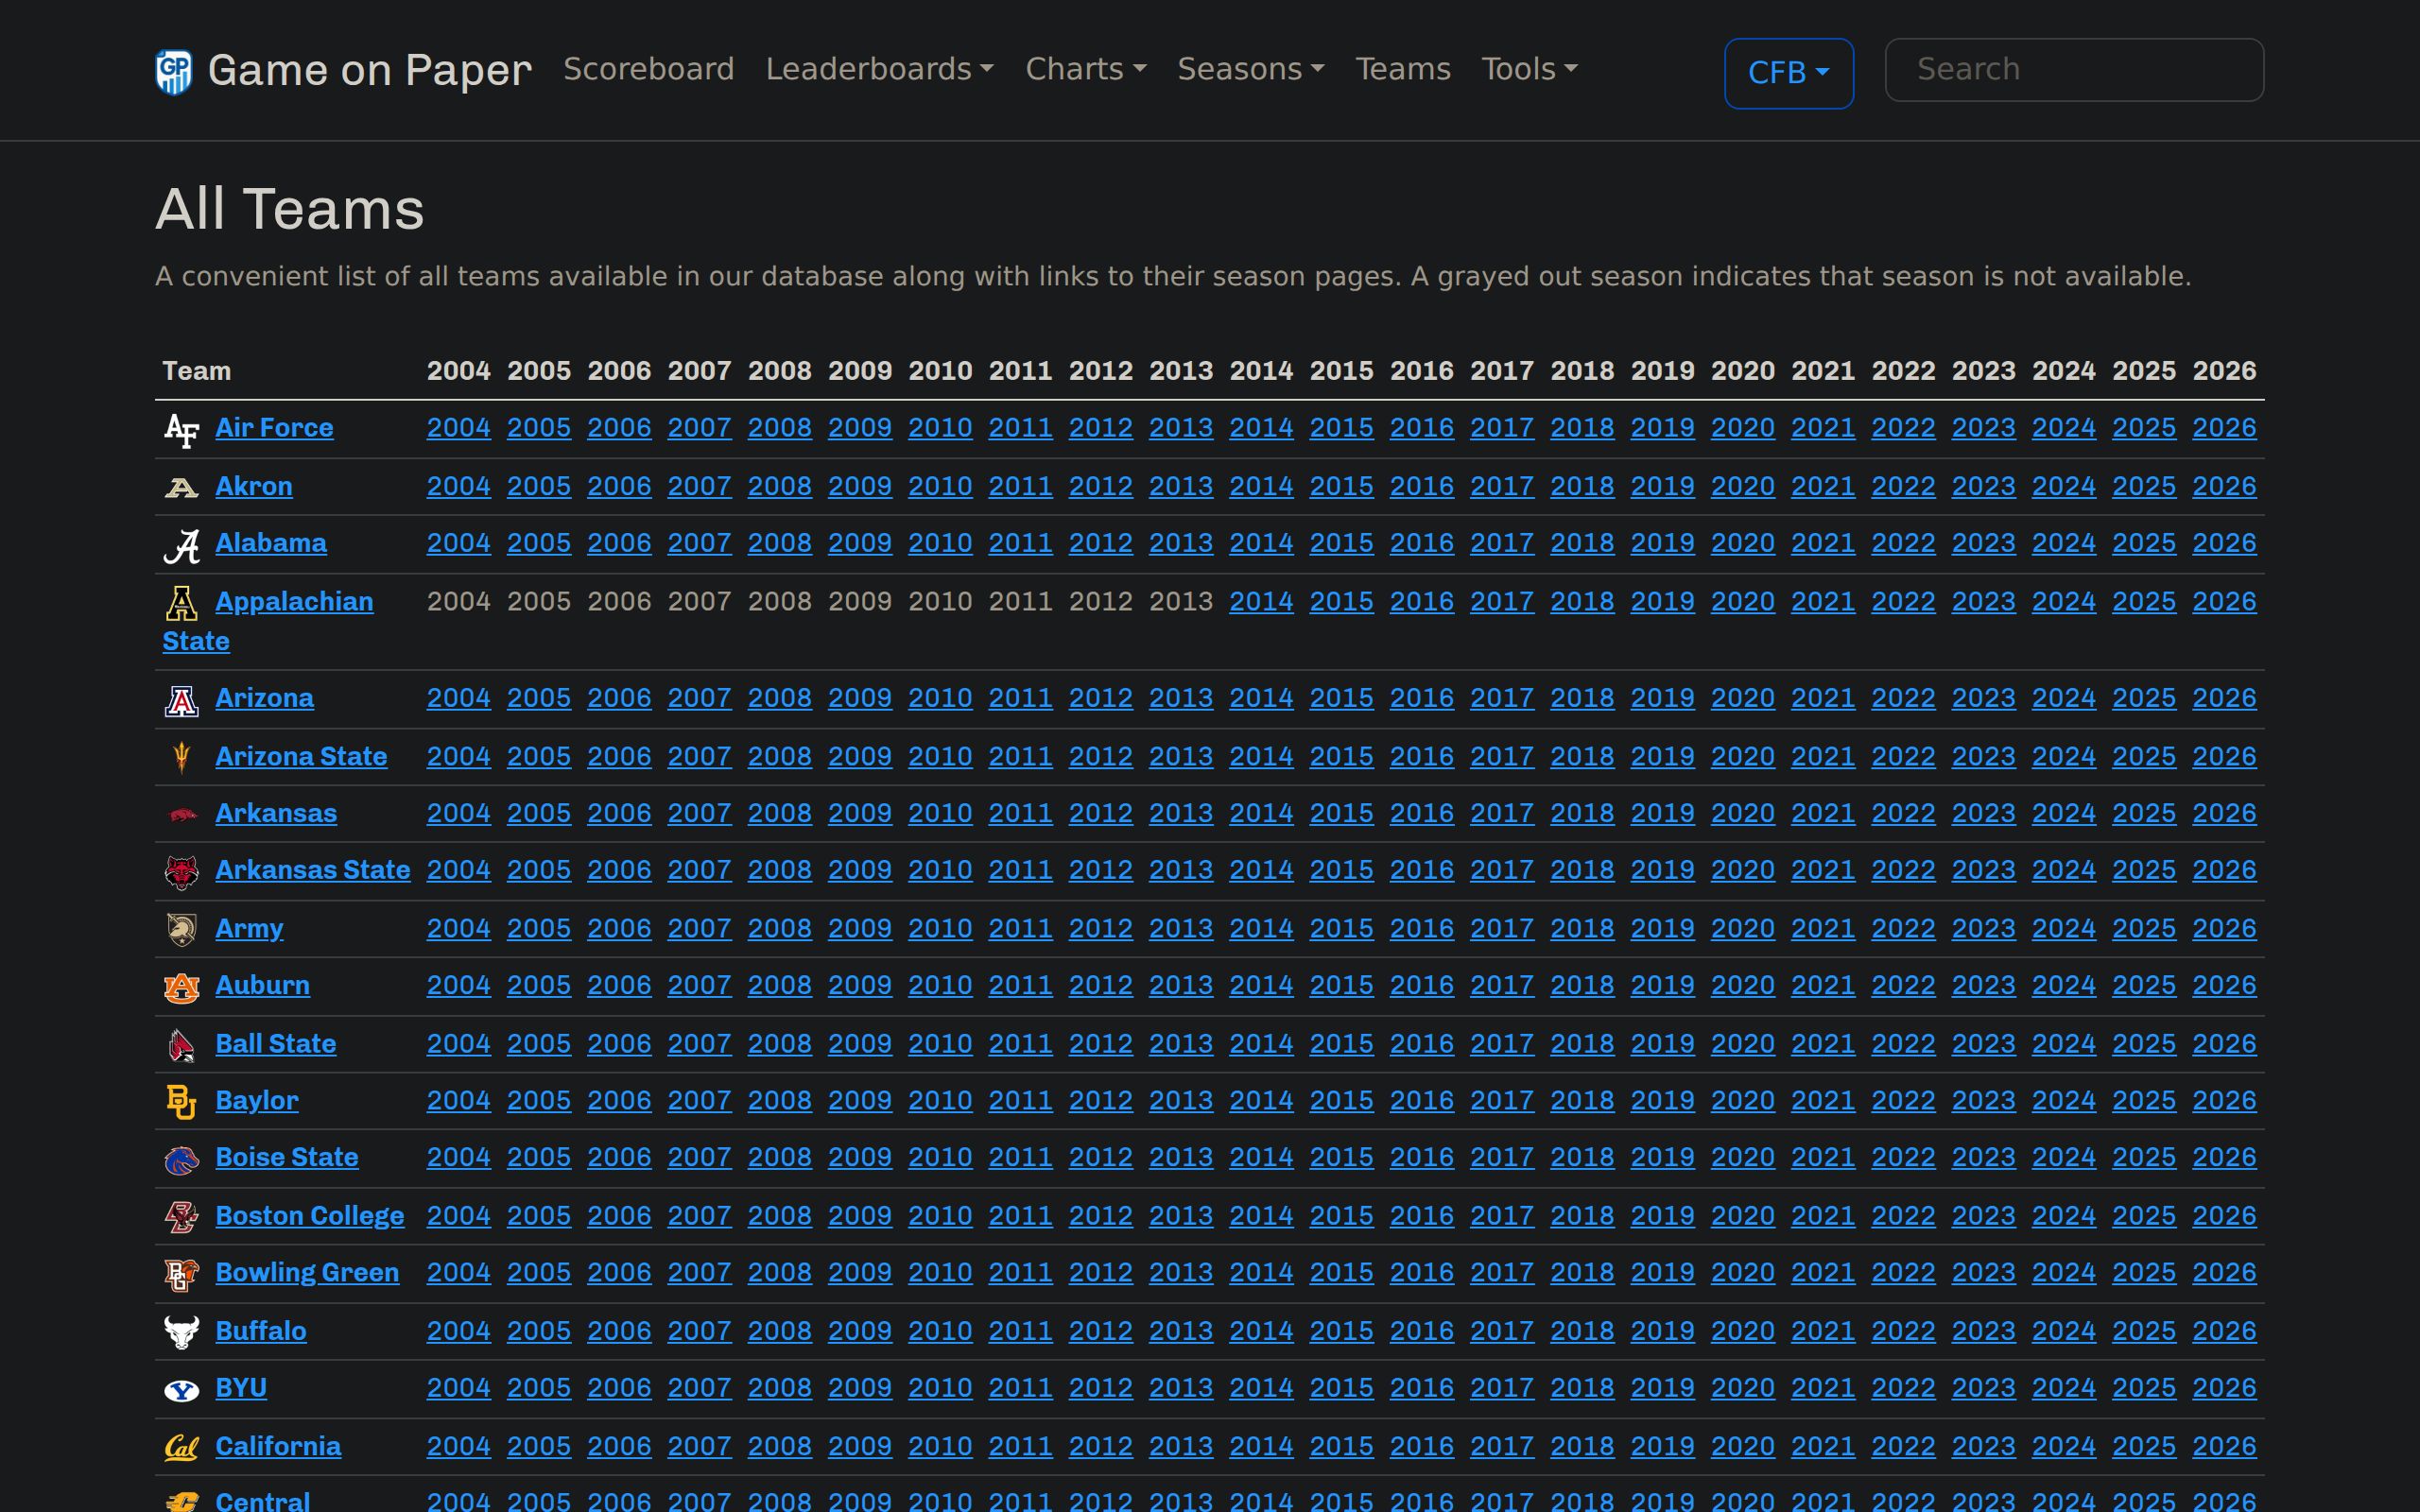 GP Game on Paper Scoreboard Leaderboards Charts Seasons Teams Tools CFB Search
All Teams
A convenient list of all teams available in our database along with links to their season pages. A grayed out season indicates that season is not available.
Team 2004 2005 2006 2007 2008 2009 2010 2011 2012 2013 2014 2015 2016 2017 2018 2019 2020 2021 2022 2023 2024 2025 2026
AF Air Force 2004 2005 2006 2007 2008 2009 2010 2011 2012 2013 2014 2015 2016 2017 2018 2019 2020 2021 2022 2023 2024 2025 2026
A Akron 2004 2005 2006 2007 2008 2009 2010 2011 2012 2013 2014 2015 2016 2017 2018 2019 2020 2021 2022 2023 2024 2025 2026
A Alabama 2004 2005 2006 2007 2008 2009 2010 2011 2012 2013 2014 2015 2016 2017 2018 2019 2020 2021 2022 2023 2024 2025 2026
A Appalachian 2004 2005 2006 2007 2008 2009 2010 2011 2012 2013 2014 2015 2016 2017 2018 2019 2020 2021 2022 2023 2024 2025 2026
State
A Arizona 2004 2005 2006 2007 2008 2009 2010 2011 2012 2013 2014 2015 2016 2017 2018 2019 2020 2021 2022 2023 2024 2025 2026
Arizona State 2004 2005 2006 2007 2008 2009 2010 2011 2012 2013 2014 2015 2016 2017 2018 2019 2020 2021 2022 2023 2024 2025 2026
Arkansas 2004 2005 2006 2007 2008 2009 2010 2011 2012 2013 2014 2015 2016 2017 2018 2019 2020 2021 2022 2023 2024 2025 2026
Arkansas State 2004 2005 2006 2007 2008 2009 2010 2011 2012 2013 2014 2015 2016 2017 2018 2019 2020 2021 2022 2023 2024 2025 2026
Army 2004 2005 2006 2007 2008 2009 2010 2011 2012 2013 2014 2015 2016 2017 2018 2019 2020 2021 2022 2023 2024 2025 2026
AU Auburn 2004 2005 2006 2007 2008 2009 2010 2011 2012 2013 2014 2015 2016 2017 2018 2019 2020 2021 2022 2023 2024 2025 2026
Ball State 2004 2005 2006 2007 2008 2009 2010 2011 2012 2013 2014 2015 2016 2017 2018 2019 2020 2021 2022 2023 2024 2025 2026
BU Baylor 2004 2005 2006 2007 2008 2009 2010 2011 2012 2013 2014 2015 2016 2017 2018 2019 2020 2021 2022 2023 2024 2025 2026
Boise State 2004 2005 2006 2007 2008 2009 2010 2011 2012 2013 2014 2015 2016 2017 2018 2019 2020 2021 2022 2023 2024 2025 2026
BC Boston College 2004 2005 2006 2007 2008 2009 2010 2011 2012 2013 2014 2015 2016 2017 2018 2019 2020 2021 2022 2023 2024 2025 2026
BG Bowling Green 2004 2005 2006 2007 2008 2009 2010 2011 2012 2013 2014 2015 2016 2017 2018 2019 2020 2021 2022 2023 2024 2025 2026
Buffalo 2004 2005 2006 2007 2008 2009 2010 2011 2012 2013 2014 2015 2016 2017 2018 2019 2020 2021 2022 2023 2024 2025 2026
Y BYU 2004 2005 2006 2007 2008 2009 2010 2011 2012 2013 2014 2015 2016 2017 2018 2019 2020 2021 2022 2023 2024 2025 2026
Cal California 2004 2005 2006 2007 2008 2009 2010 2011 2012 2013 2014 2015 2016 2017 2018 2019 2020 2021 2022 2023 2024 2025 2026
C Central 2004 2005 2006 2007 2008 2009 2010 2011 2012 2013 2014 2015 2016 2017 2018 2019 2020 2021 2022 2023 2024 2025 2026